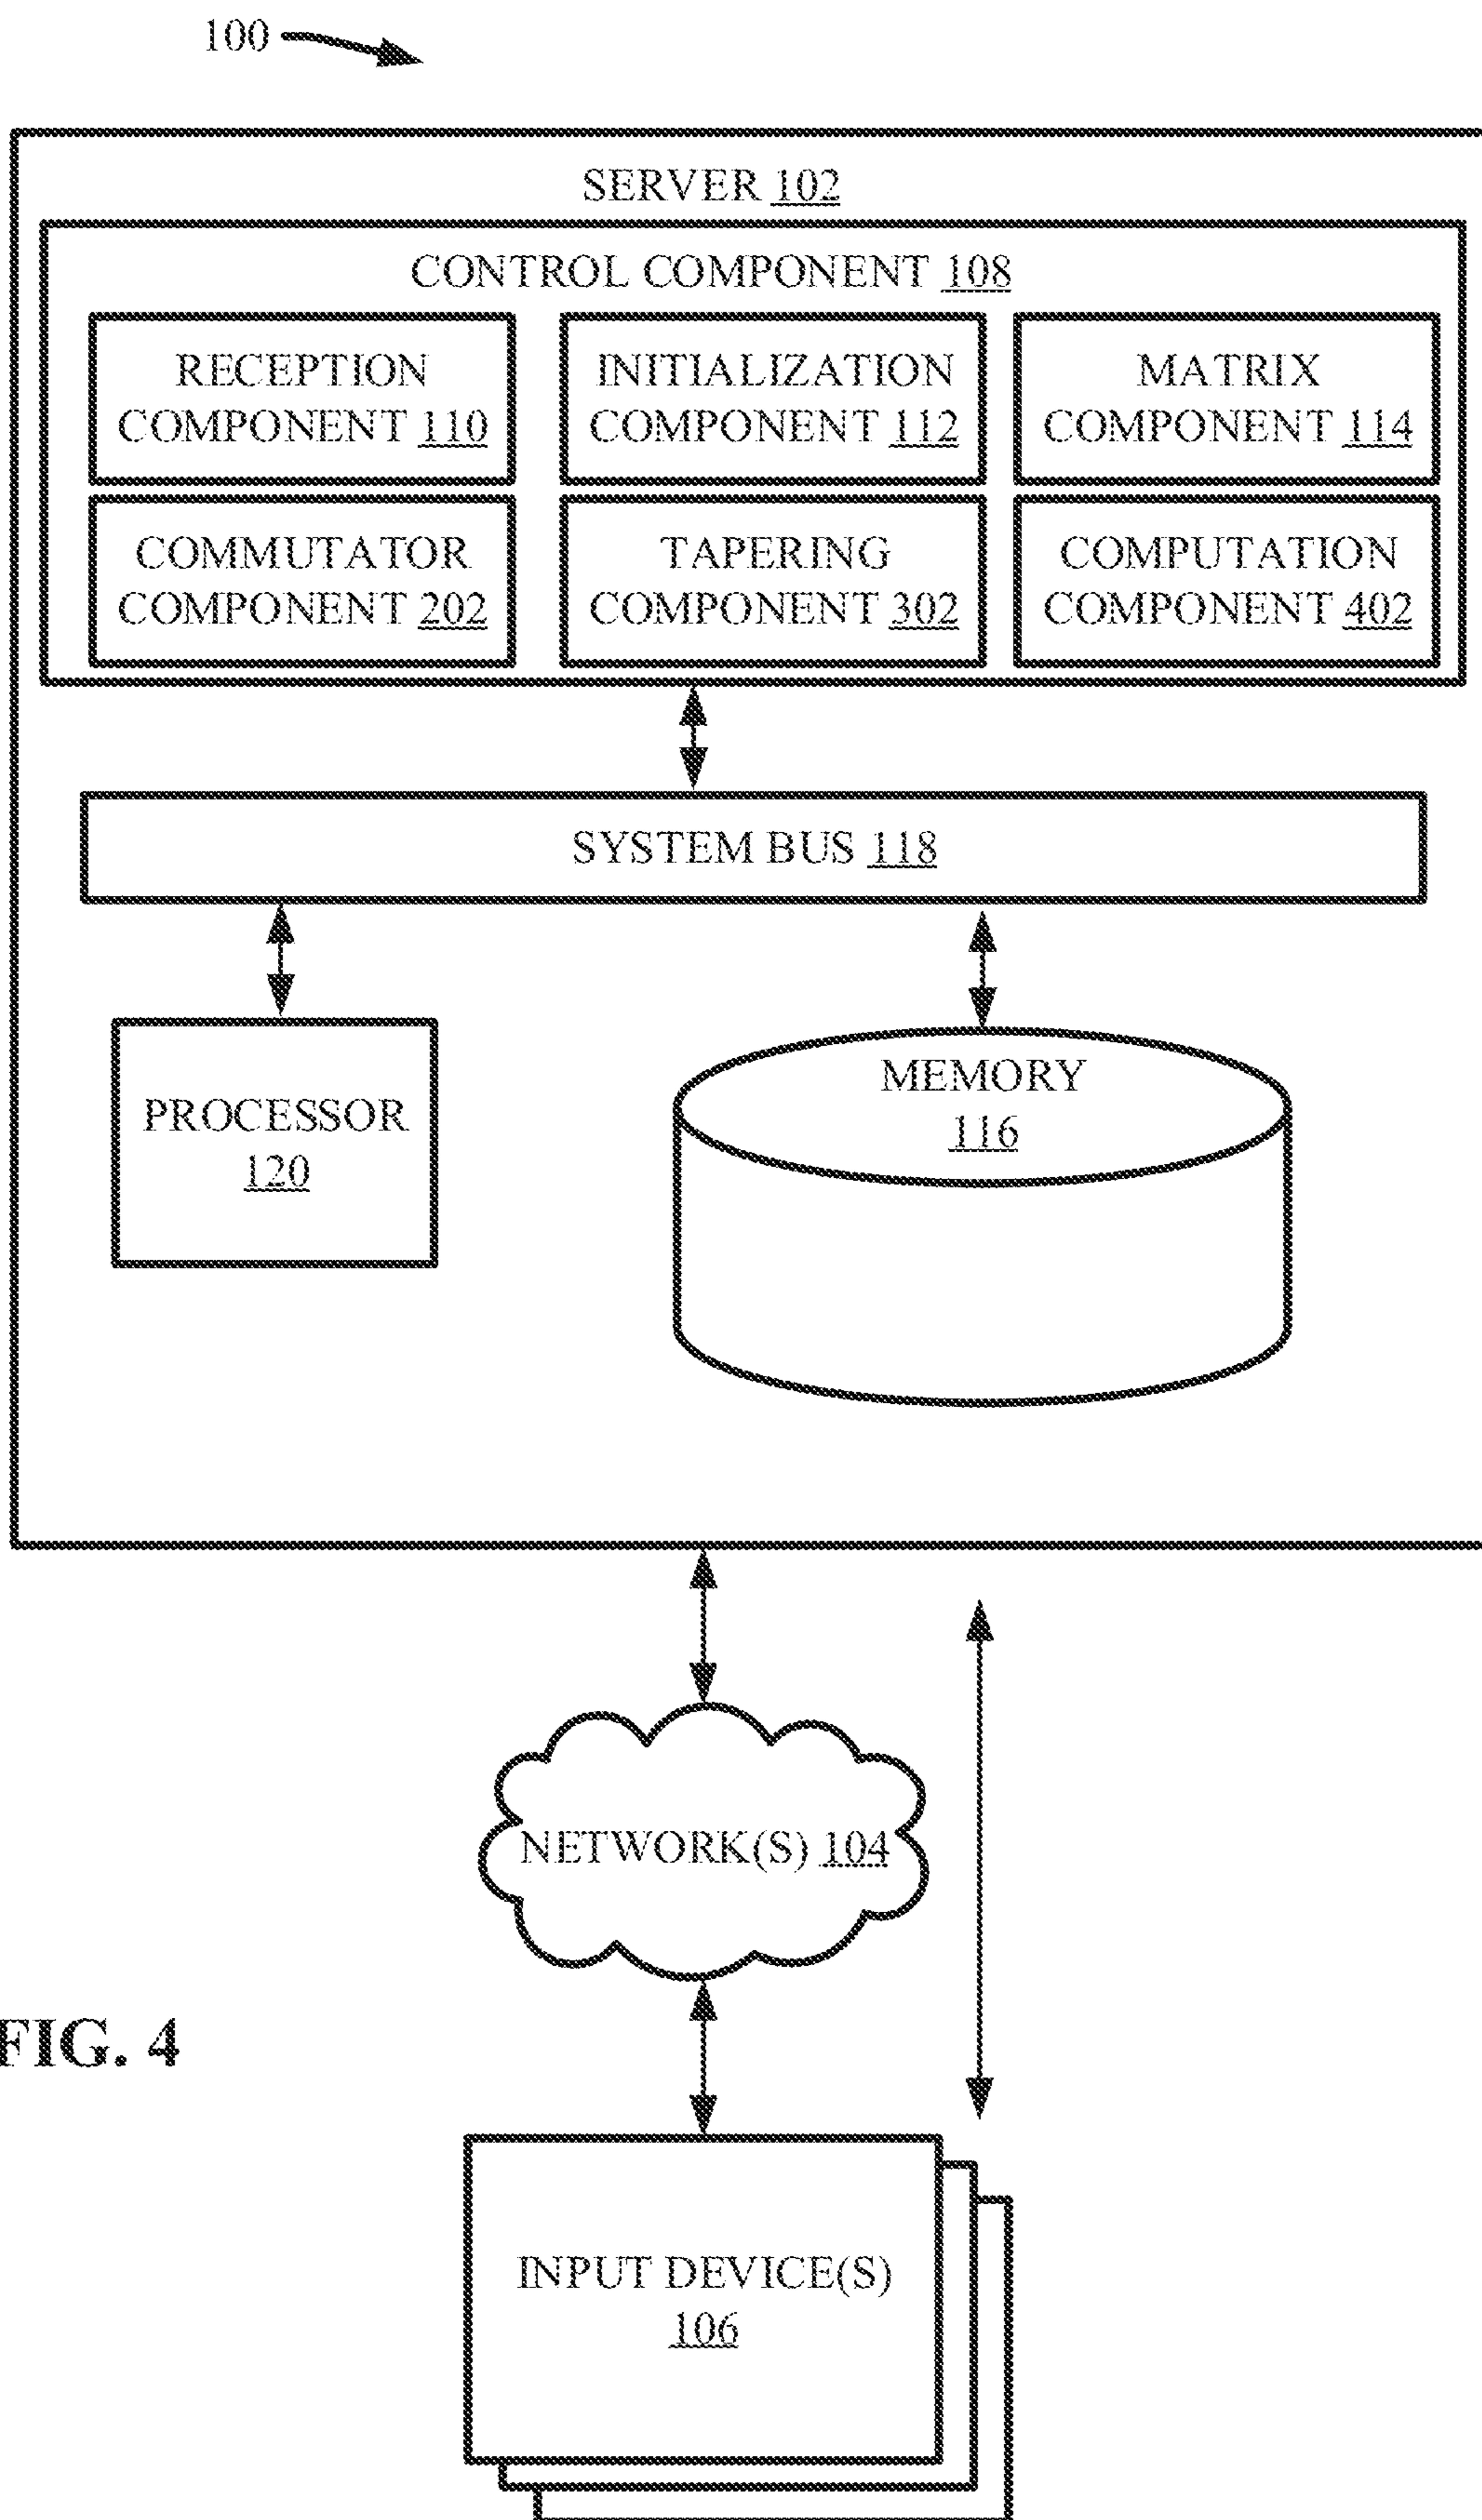 100
SERVER 102
CONTROL COMPONENT 108
RECEPTION
COMPONENT 110
INITIALIZATION
COMPONENT 112
MATRIX
COMPONENT 114
COMMUTATOR
COMPONENT 202
TAPERING
COMPONENT 302
COMPUTATION
COMPONENT 402
SYSTEM BUS 118
PROCESSOR
120
MEMORY
116
NETWORK(S) 104
FIG. 4
INPUT DEVICE(S)
106